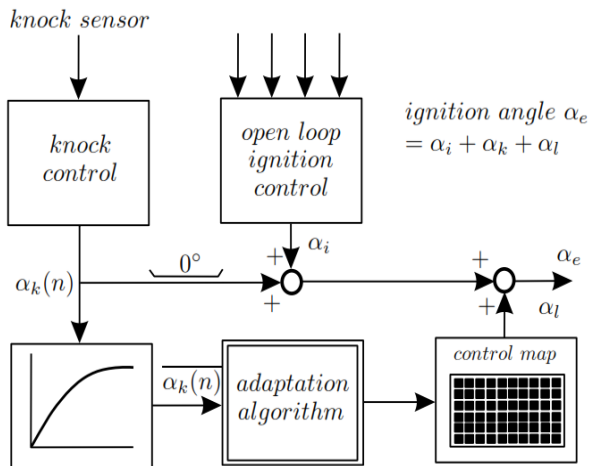 knock sensor
knock
control
open loop
ignition
control
ignition angle αₑ
= αᵢ + αₖ + αₗ
αᵢ
0°
+
+
+
+
αₑ
αₖ(n)
αₗ
αₖ(n)
adaptation
algorithm
control map